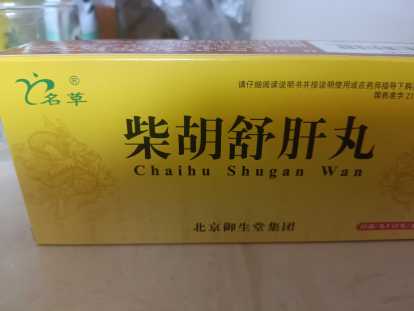 名草®
请仔细阅读说明书并按说明使用或在药师指导下购
国药准字Z1
柴胡舒肝丸
Chaihu Shugan Wan
北京御生堂集团